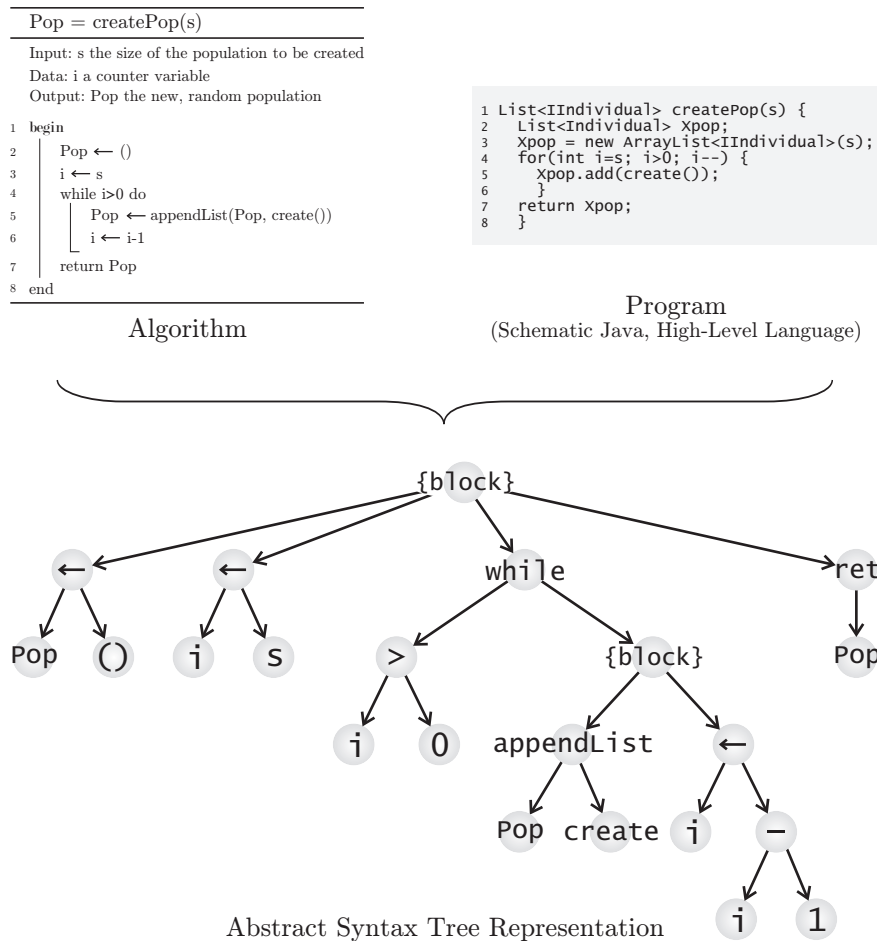 Pop = createPop(s)
Input: s the size of the population to be created
Data: i a counter variable
Output: Pop the new, random population
1 begin
2 Pop ← ()
3 i ← s
4 while i>0 do
5 Pop ← appendList(Pop, create())
6 i ← i-1
7 return Pop
8 end
Algorithm
1 List<IIndividual> createPop(s) {
2 List<Individual> Xpop;
3 Xpop = new ArrayList<IIndividual>(s);
4 for(int i=s; i>0; i--) {
5 Xpop.add(create());
6 }
7 return Xpop;
8 }
Program
(Schematic Java, High-Level Language)
{block}
← ← while ret
Pop () i s > {block} Pop
i 0 appendList ←
Pop create i −
i 1
Abstract Syntax Tree Representation